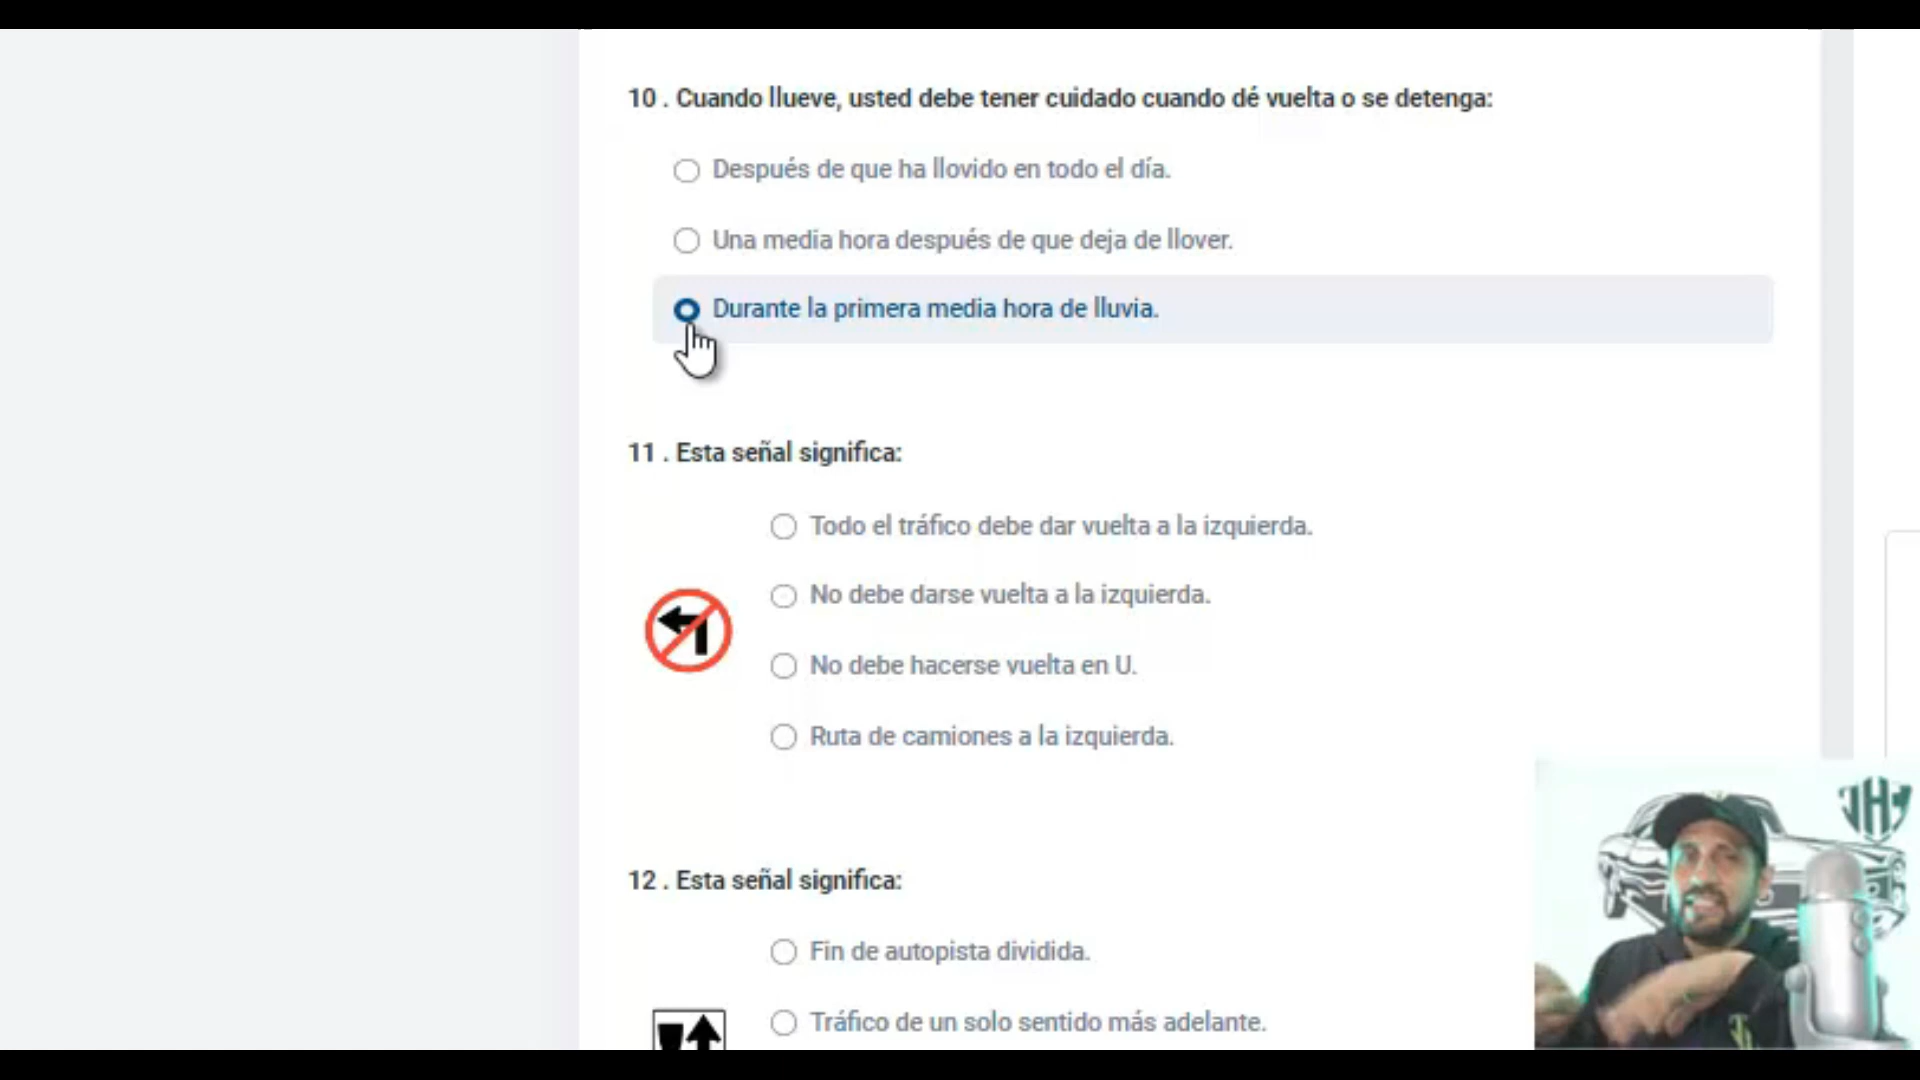 10 . Cuando llueve, usted debe tener cuidado cuando dé vuelta o se detenga:
Después de que ha llovido en todo el día.
Una media hora después de que deja de llover.
Durante la primera media hora de lluvia.
11 . Esta señal significa:
Todo el tráfico debe dar vuelta a la izquierda.
No debe darse vuelta a la izquierda.
No debe hacerse vuelta en U.
Ruta de camiones a la izquierda.
12 . Esta señal significa:
Fin de autopista dividida.
Tráfico de un solo sentido más adelante.